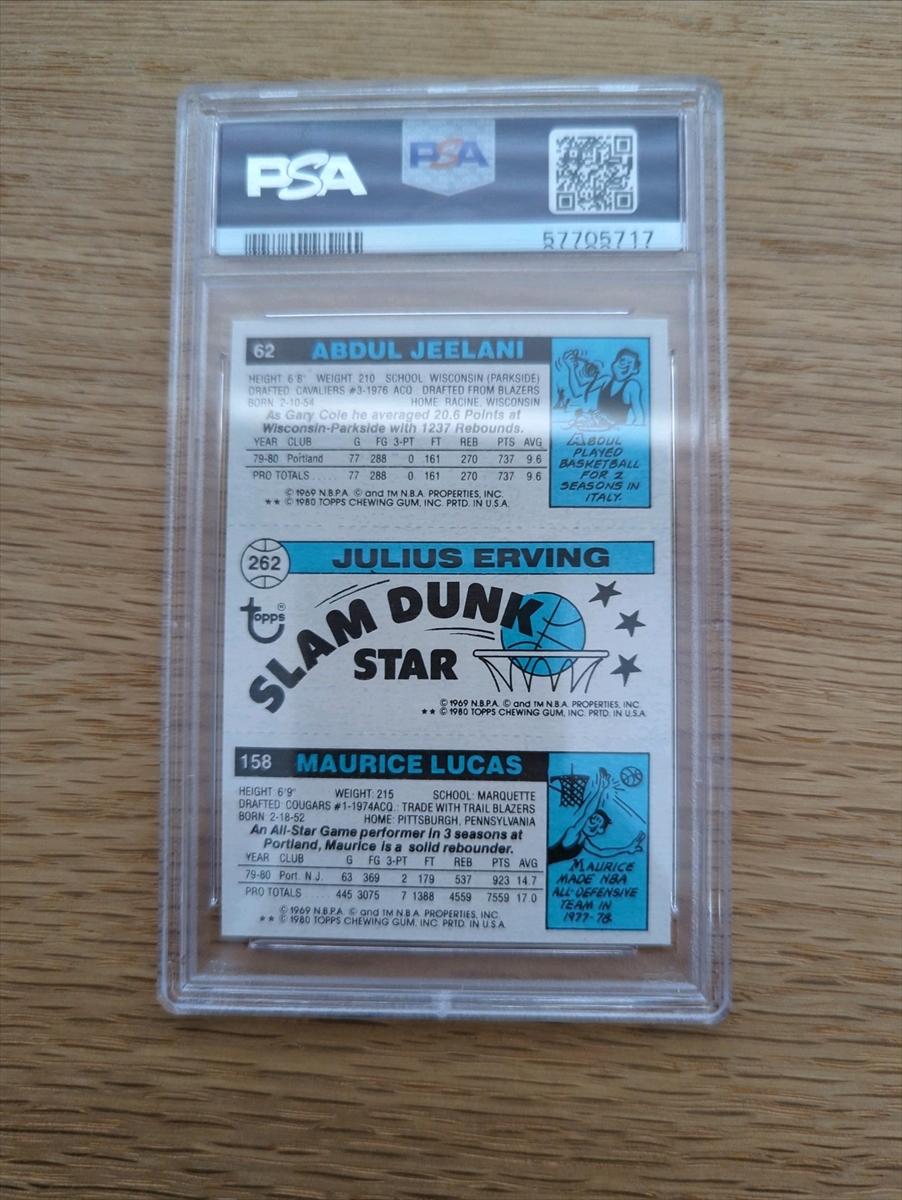 PSA
PSA
57705717
62 ABDUL JEELANI
HEIGHT 6'8" WEIGHT 210 SCHOOL WISCONSIN (PARKSIDE)
DRAFTED CAVALIERS #3-1976 ACQ. DRAFTED FROM BLAZERS
BORN 2-10-54 HOME: RACINE, WISCONSIN
As Gary Cole he averaged 20.6 Points at
Wisconsin-Parkside with 1237 Rebounds.
YEAR CLUB G FG 3-PT FT REB PTS AVG
79-80 Portland 77 288 0 161 270 737 9.6
PRO TOTALS.... 77 288 0 161 270 737 9.6
© 1969 N.B.P.A. © and TM N.B.A. PROPERTIES, INC.
★★ © 1980 TOPPS CHEWING GUM, INC. PRTD. IN U.S.A.
ABDUL
PLAYED
BASKETBALL
FOR 2
SEASONS IN
ITALY.
262 JULIUS ERVING
topps®
SLAM DUNK
STAR
© 1969 N.B.P.A. © and TM N.B.A. PROPERTIES, INC.
★★ © 1980 TOPPS CHEWING GUM, INC. PRTD. IN U.S.A.
158 MAURICE LUCAS
HEIGHT 6'9" WEIGHT: 215 SCHOOL: MARQUETTE
DRAFTED COUGARS #1-1974ACQ.: TRADE WITH TRAIL BLAZERS
BORN 2-18-52 HOME: PITTSBURGH, PENNSYLVANIA
An All-Star Game performer in 3 seasons at
Portland, Maurice is a solid rebounder.
YEAR CLUB G FG 3-PT FT REB PTS AVG
79-80 Port. N.J. 63 369 2 179 537 923 14.7
PRO TOTALS .... 445 3075 7 1388 4559 7559 17.0
© 1969 N.B.P.A. © and TM N.B.A. PROPERTIES, INC.
★★ © 1980 TOPPS CHEWING GUM, INC. PRTD. IN U.S.A.
MAURICE
MADE NBA
ALL-DEFENSIVE
TEAM IN
1977-78